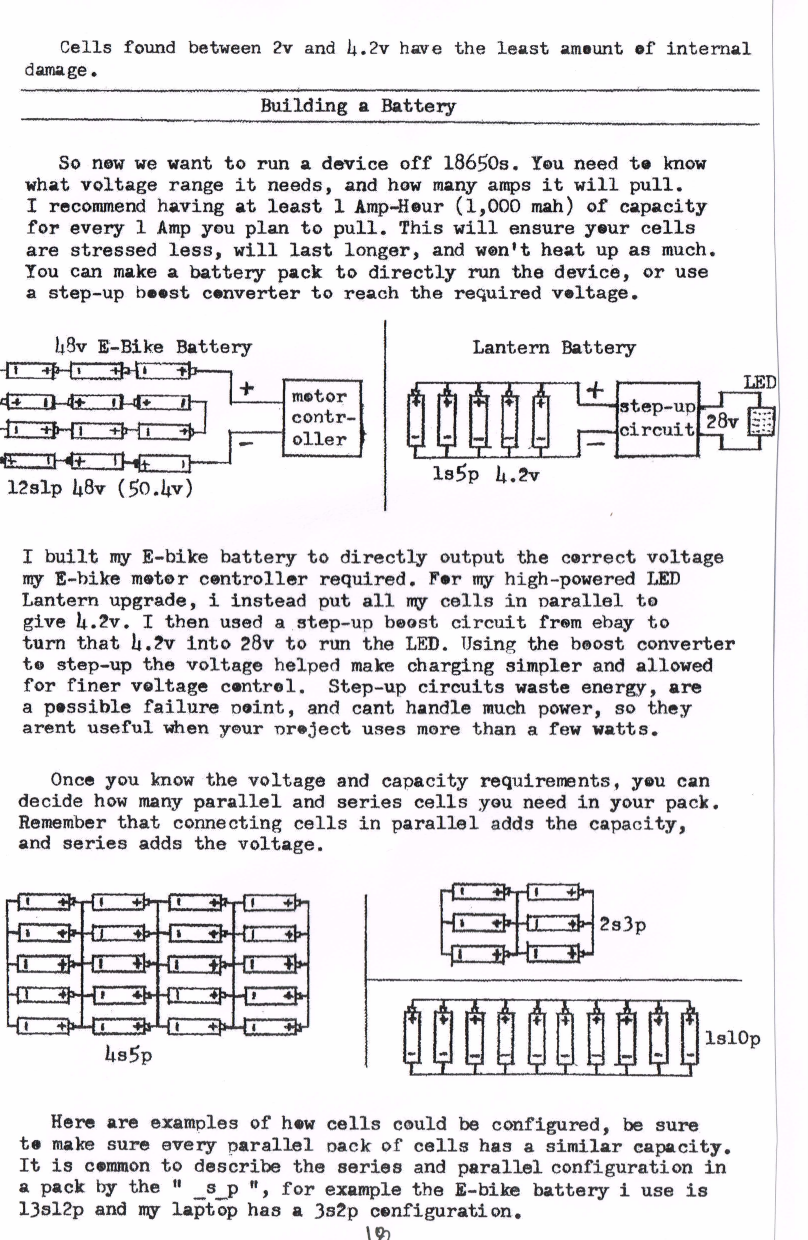 Cells found between 2v and 4.2v have the least amount of internal
damage.
Building a Battery
So now we want to run a device off 18650s. You need to know
what voltage range it needs, and how many amps it will pull.
I recommend having at least 1 Amp-Hour (1,000 mah) of capacity
for every 1 Amp you plan to pull. This will ensure your cells
are stressed less, will last longer, and won't heat up as much.
You can make a battery pack to directly run the device, or use
a step-up boost converter to reach the required voltage.
48v E-Bike Battery
+
-
motor
contr-
oller
12s1p 48v (50.4v)
Lantern Battery
+
-
step-up
circuit
28v
LED
1s5p 4.2v
I built my E-bike battery to directly output the correct voltage
my E-bike motor controller required. For my high-powered LED
Lantern upgrade, i instead put all my cells in parallel to
give 4.2v. I then used a step-up boost circuit from ebay to
turn that 4.2v into 28v to run the LED. Using the boost converter
to step-up the voltage helped make charging simpler and allowed
for finer voltage control. Step-up circuits waste energy, are
a possible failure point, and cant handle much power, so they
arent useful when your project uses more than a few watts.
Once you know the voltage and capacity requirements, you can
decide how many parallel and series cells you need in your pack.
Remember that connecting cells in parallel adds the capacity,
and series adds the voltage.
4s5p
2s3p
1s10p
Here are examples of how cells could be configured, be sure
to make sure every parallel pack of cells has a similar capacity.
It is common to describe the series and parallel configuration in
a pack by the " _s_p ", for example the E-bike battery i use is
13s12p and my laptop has a 3s2p configuration.